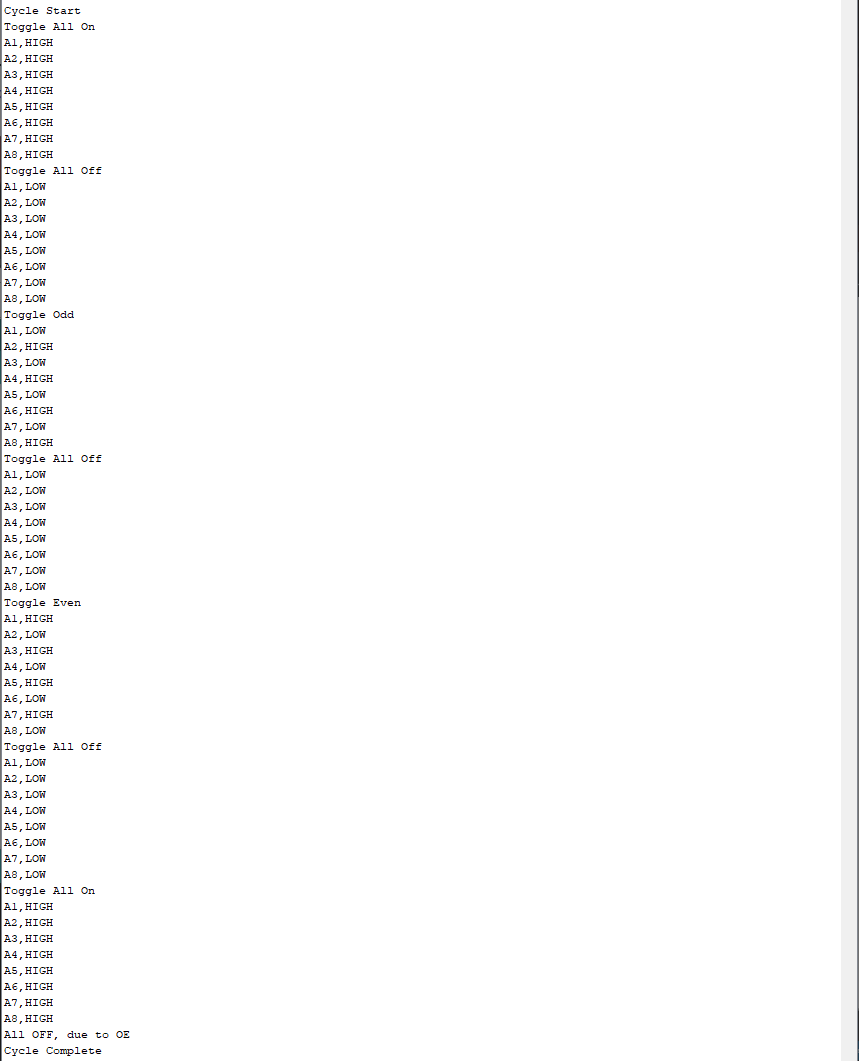 Cycle Start
Toggle All On
A1,HIGH
A2,HIGH
A3,HIGH
A4,HIGH
A5,HIGH
A6,HIGH
A7,HIGH
A8,HIGH
Toggle All Off
A1,LOW
A2,LOW
A3,LOW
A4,LOW
A5,LOW
A6,LOW
A7,LOW
A8,LOW
Toggle Odd
A1,LOW
A2,HIGH
A3,LOW
A4,HIGH
A5,LOW
A6,HIGH
A7,LOW
A8,HIGH
Toggle All Off
A1,LOW
A2,LOW
A3,LOW
A4,LOW
A5,LOW
A6,LOW
A7,LOW
A8,LOW
Toggle Even
A1,HIGH
A2,LOW
A3,HIGH
A4,LOW
A5,HIGH
A6,LOW
A7,HIGH
A8,LOW
Toggle All Off
A1,LOW
A2,LOW
A3,LOW
A4,LOW
A5,LOW
A6,LOW
A7,LOW
A8,LOW
Toggle All On
A1,HIGH
A2,HIGH
A3,HIGH
A4,HIGH
A5,HIGH
A6,HIGH
A7,HIGH
A8,HIGH
All OFF, due to OE
Cycle Complete